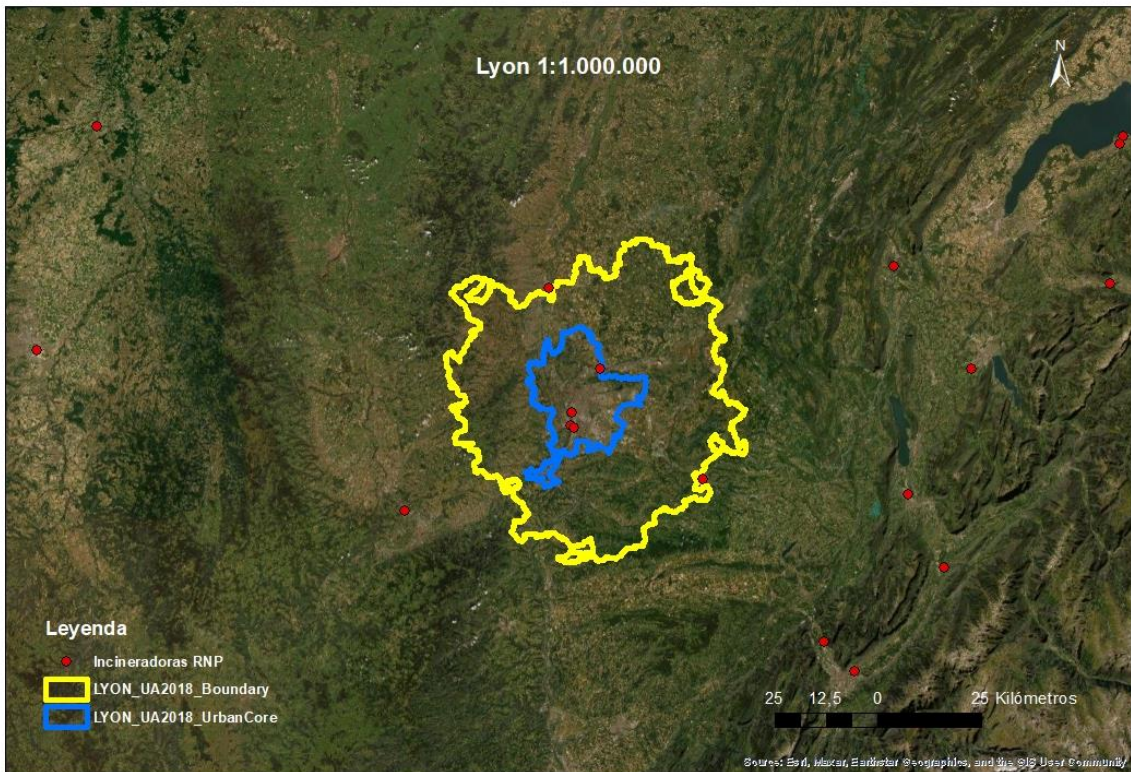 Lyon 1:1.000.000
N
Leyenda
Incineradoras RNP
LYON_UA2018_Boundary
LYON_UA2018_UrbanCore
25 12,5 0 25 Kilómetros
Source: Esri, Maxar, Earthstar Geographics, and the GIS User Community